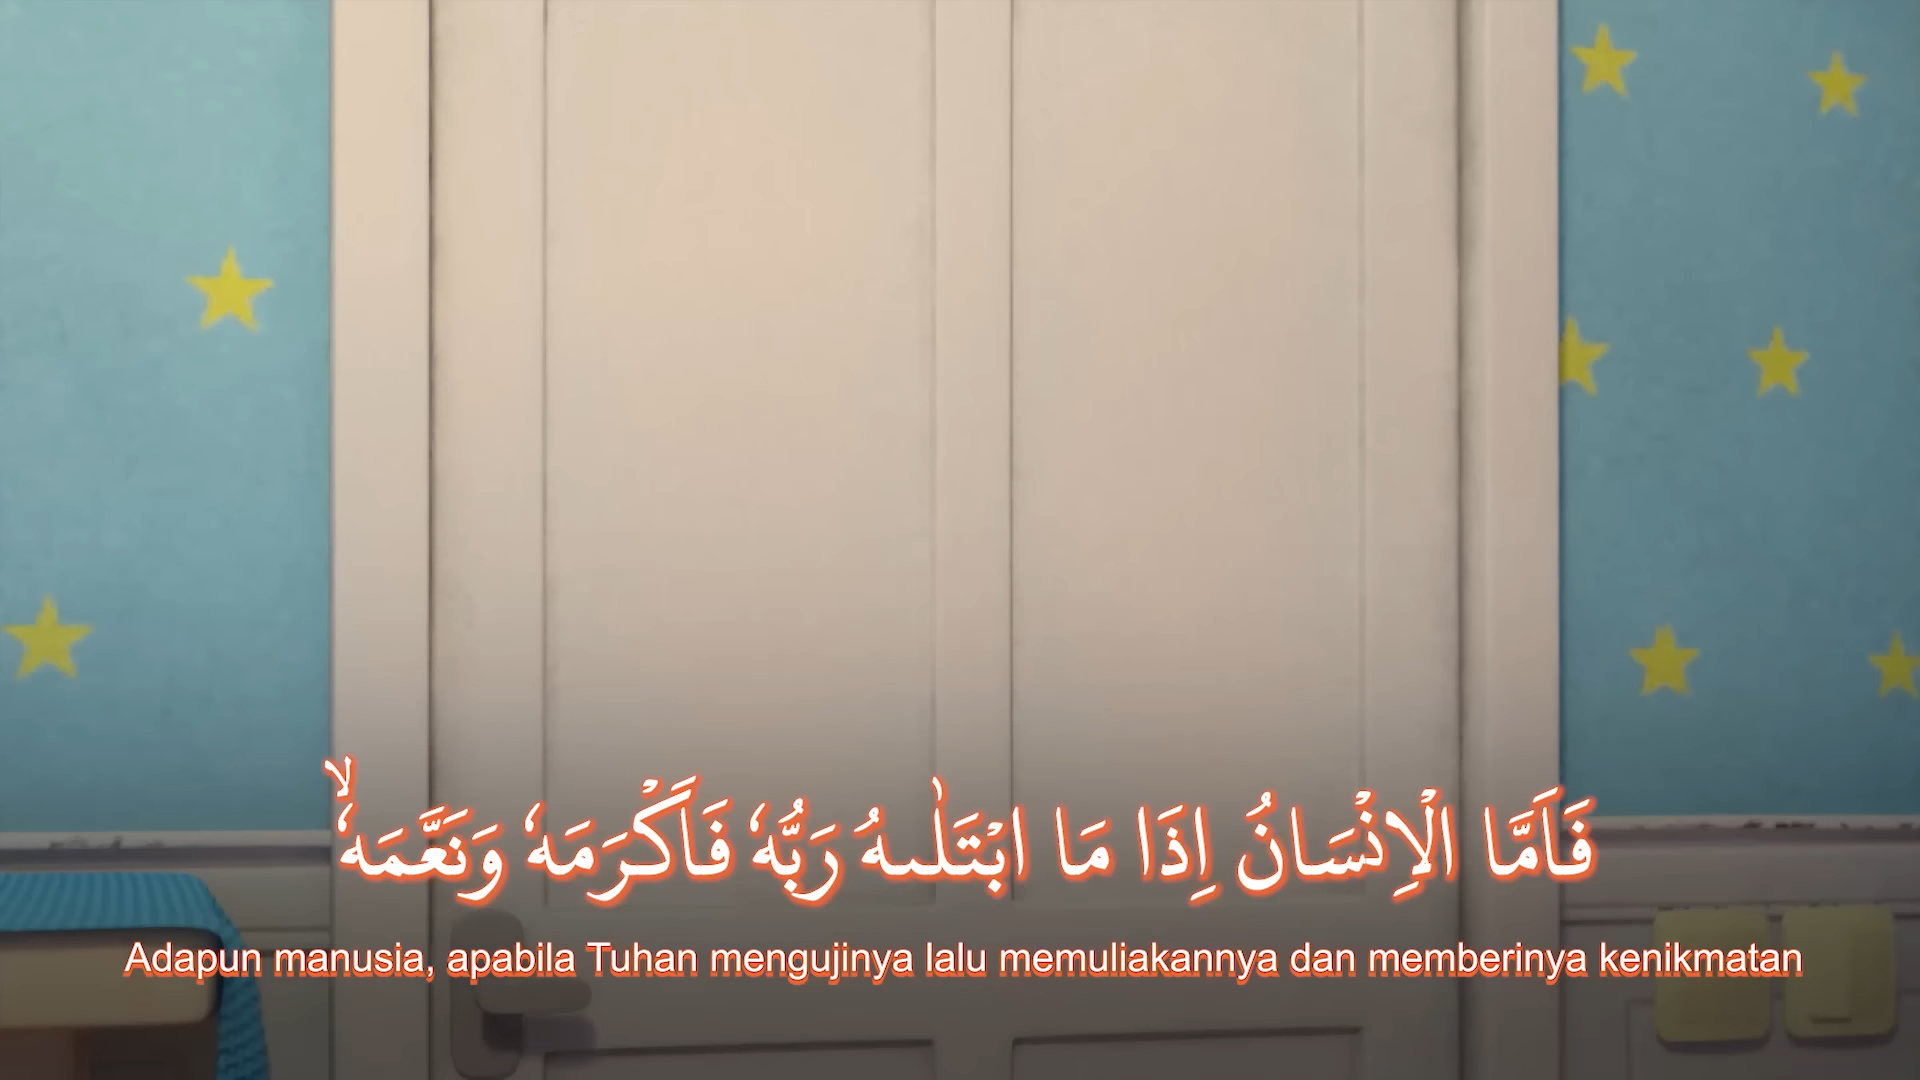 فَاَمَّا الْاِنْسَانُ اِذَا مَا ابْتَلٰىهُ رَبُّهٗ فَاَكْرَمَهٗ وَنَعَّمَهٗۙ
Adapun manusia, apabila Tuhan mengujinya lalu memuliakannya dan memberinya kenikmatan